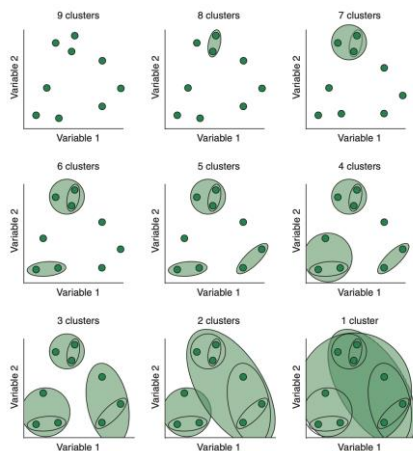 9 clusters
8 clusters
7 clusters
Variable 2
Variable 2
Variable 2
Variable 1
Variable 1
Variable 1
6 clusters
5 clusters
4 clusters
Variable 2
Variable 2
Variable 2
Variable 1
Variable 1
Variable 1
3 clusters
2 clusters
1 cluster
Variable 2
Variable 2
Variable 2
Variable 1
Variable 1
Variable 1